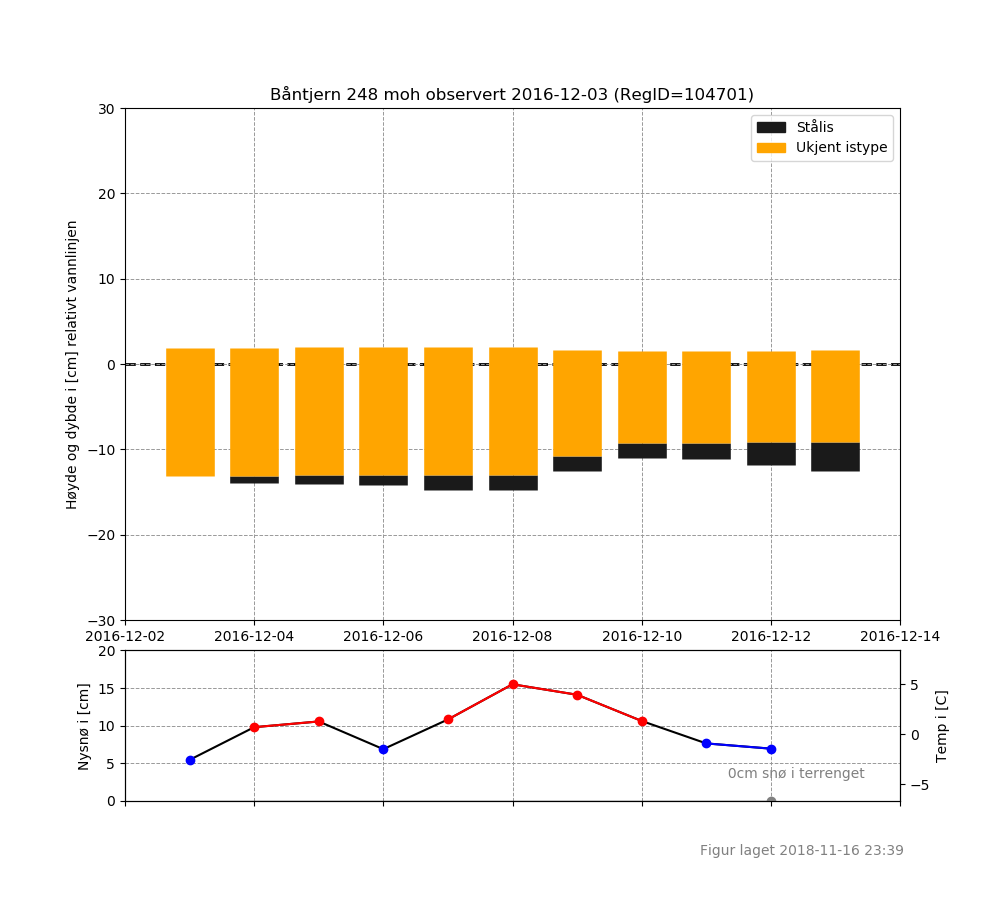 Båntjern 248 moh observert 2016-12-03 (RegID=104701)
30
20
10
0
−10
−20
−30
Høyde og dybde i [cm] relativt vannlinjen
Stålis
Ukjent istype
2016-12-02
2016-12-04
2016-12-06
2016-12-08
2016-12-10
2016-12-12
2016-12-14
20
15
10
5
0
Nysnø i [cm]
5
0
−5
Temp i [C]
0cm snø i terrenget
Figur laget 2018-11-16 23:39